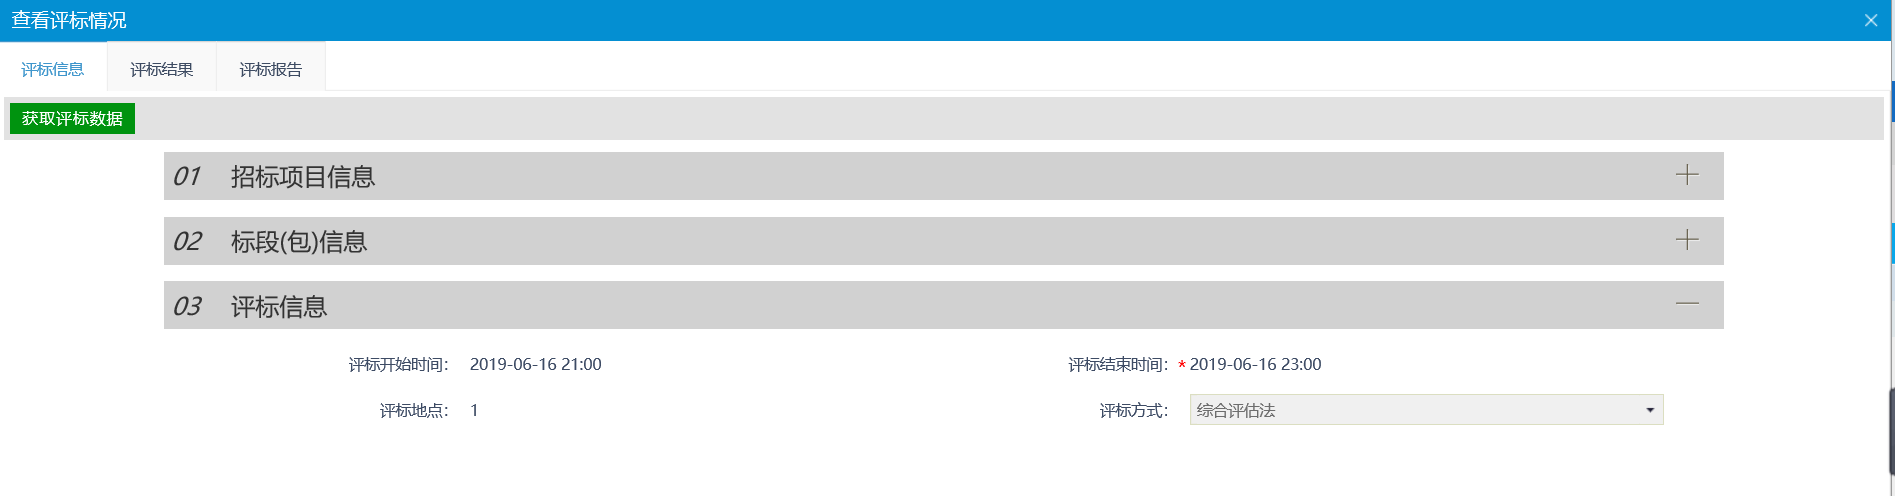 查看评标情况
评标信息 评标结果 评标报告
获取评标数据
01 招标项目信息
02 标段(包)信息
03 评标信息
评标开始时间： 2019-06-16 21:00 评标结束时间：* 2019-06-16 23:00
评标地点： 1 评标方式： 综合评估法